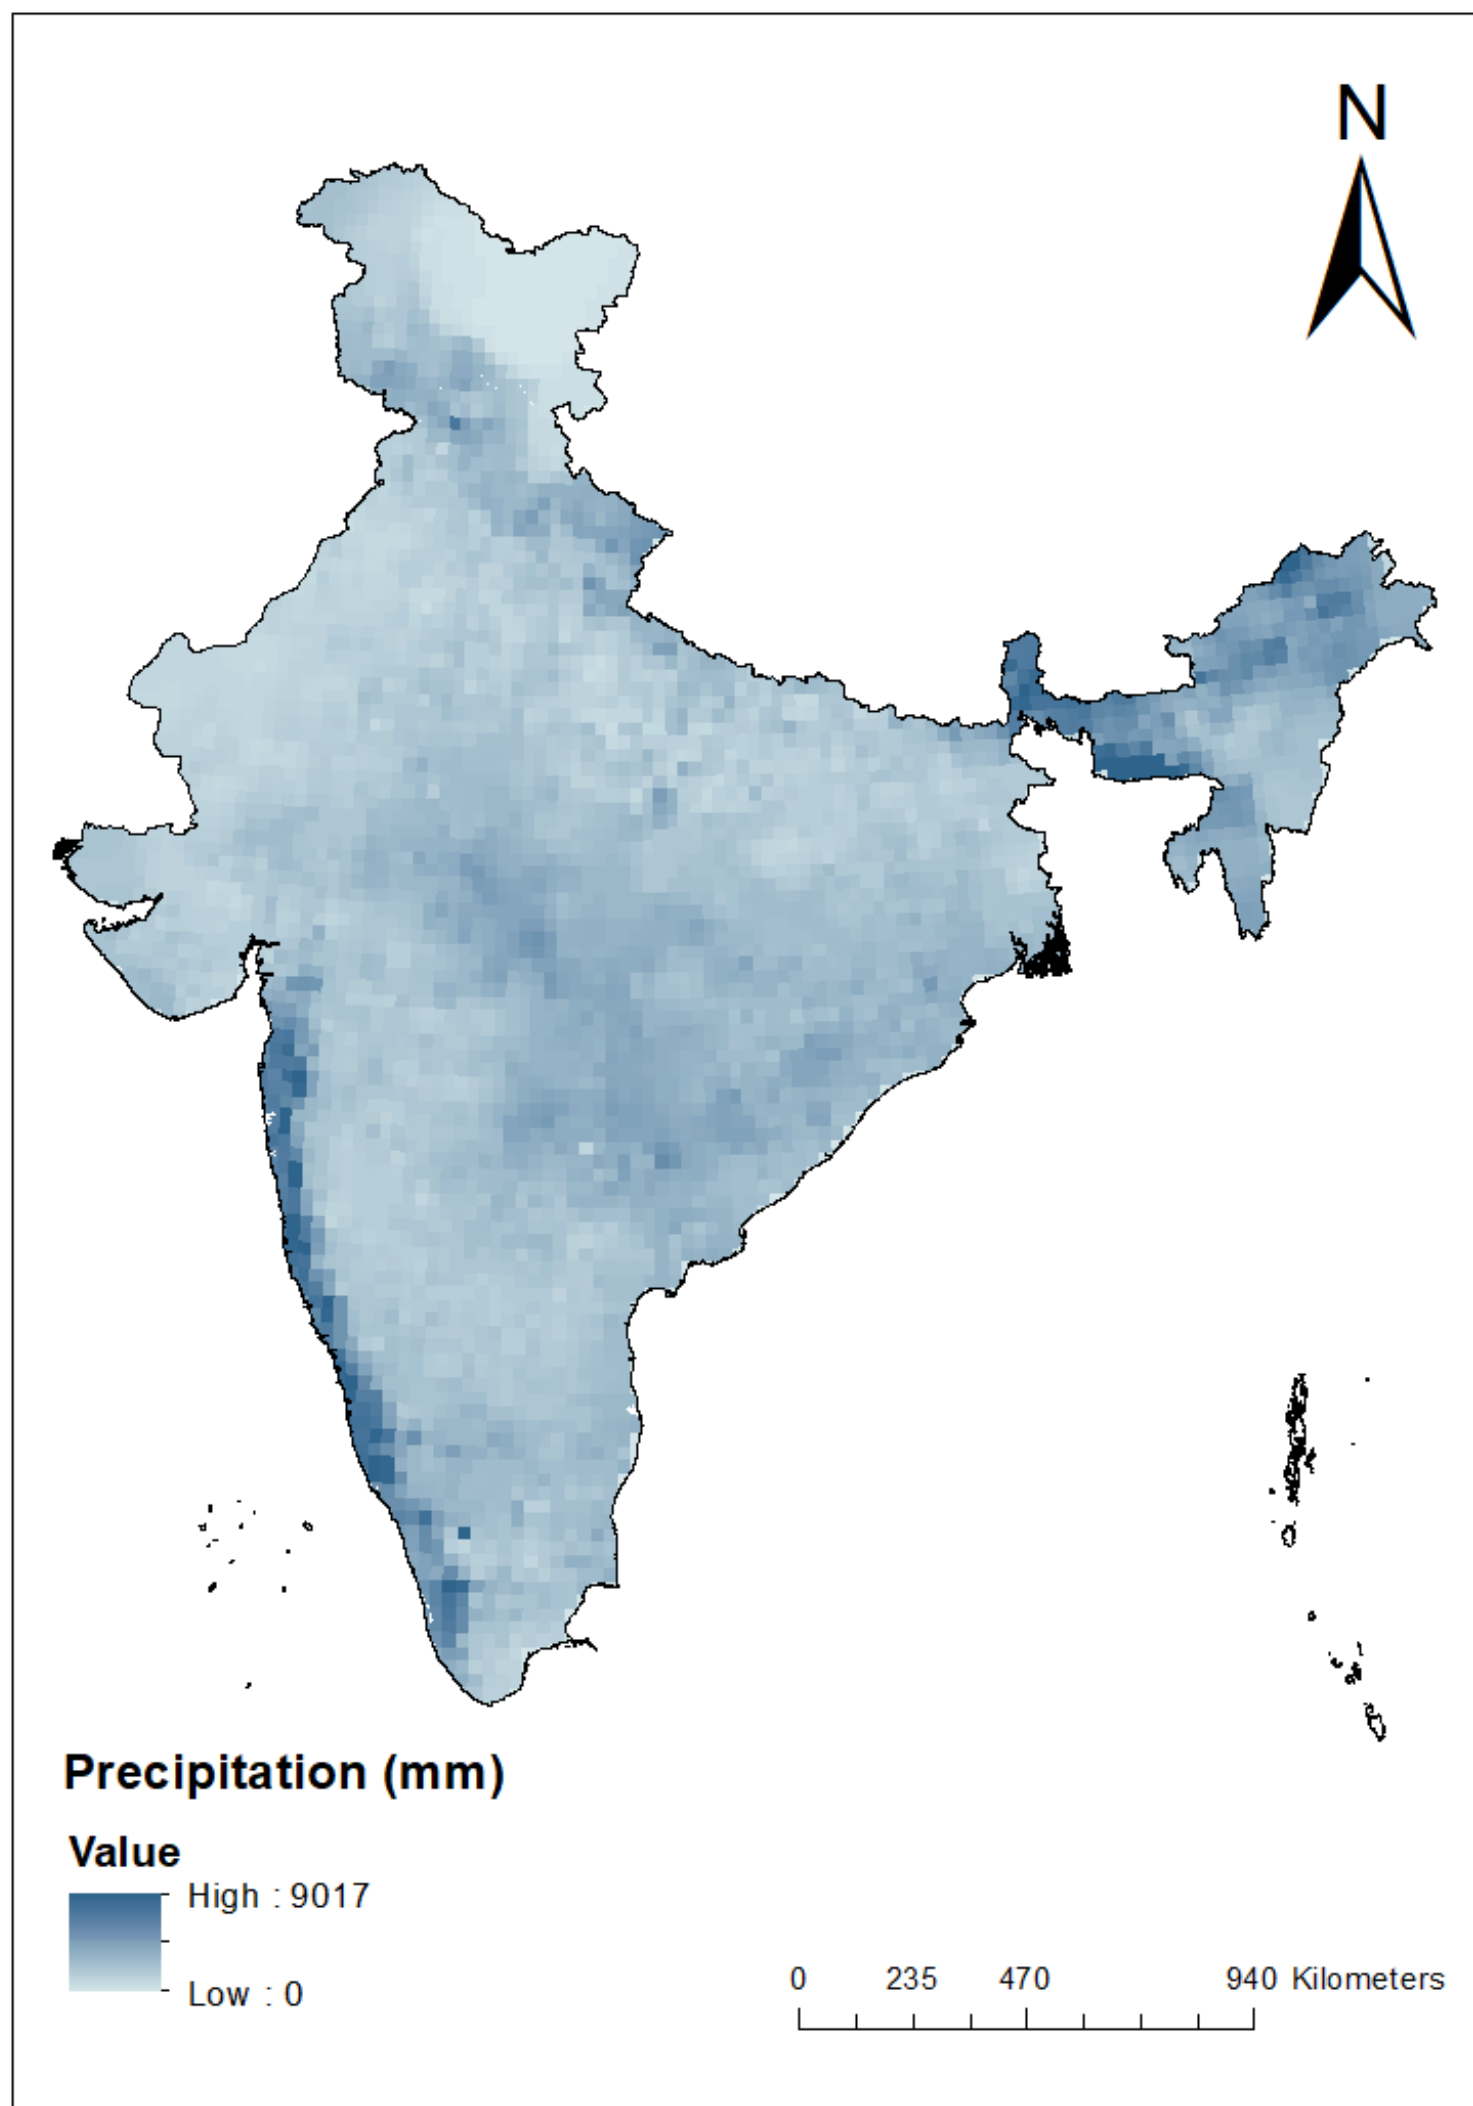 N
Precipitation (mm)
Value
High : 9017
Low : 0
0 235 470 940 Kilometers